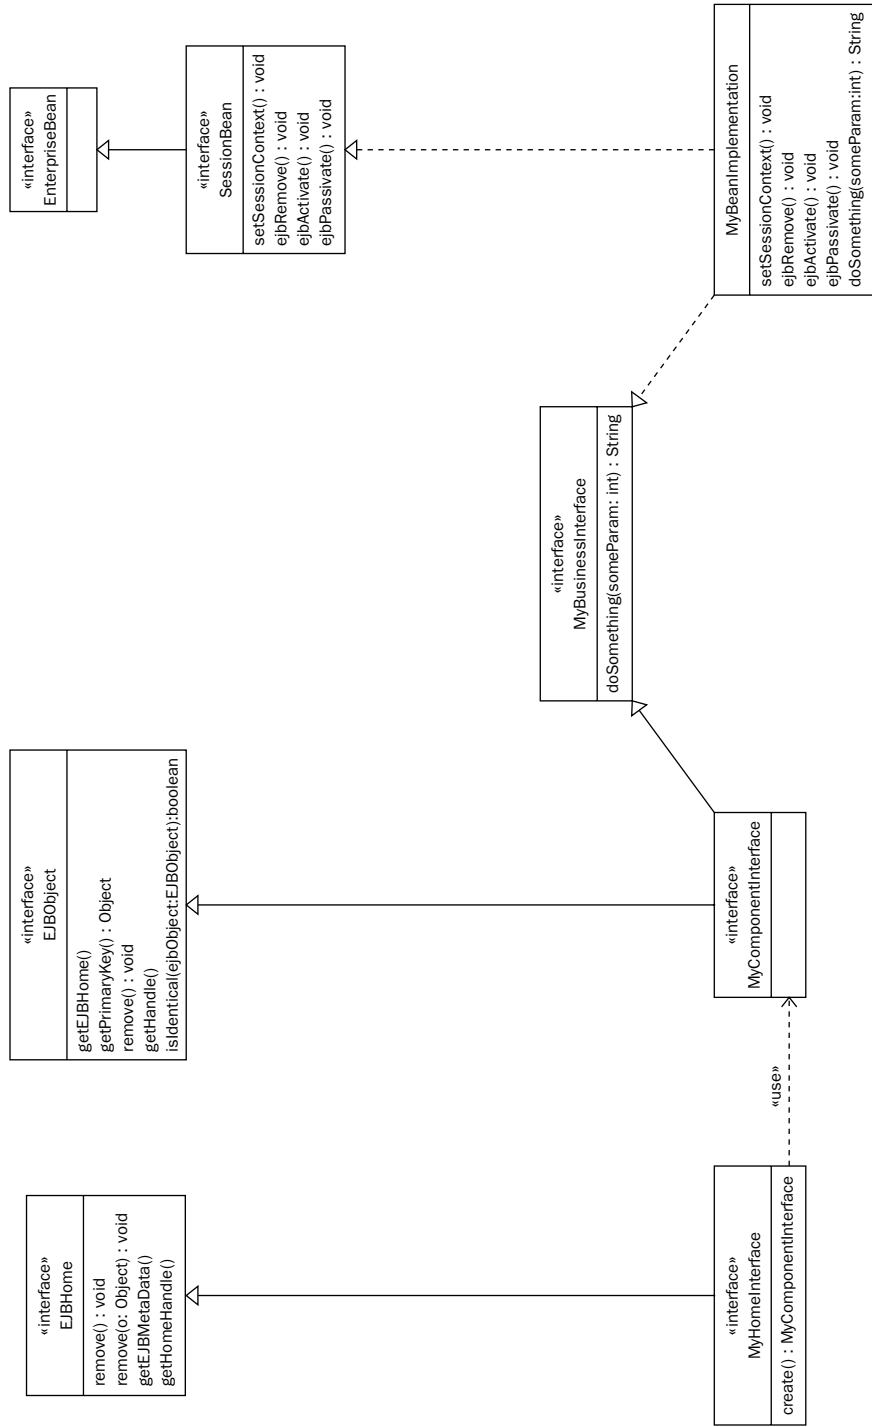 «interface»
EJBHome
remove() : void
remove(o: Object) : void
getEJBMetaData()
getHomeHandle()
«interface»
EJBObject
getEJBHome()
getPrimaryKey() : Object
remove() : void
getHandle()
isIdentical(ejbObject:EJBObject):boolean
«interface»
EnterpriseBean
«interface»
SessionBean
setSessionContext() : void
ejbRemove() : void
ejbActivate() : void
ejbPassivate() : void
«interface»
MyBusinessInterface
doSomething(someParam: int) : String
«interface»
MyHomeInterface
create() : MyComponentInterface
«use»
«interface»
MyComponentInterface
MyBeanImplementation
setSessionContext() : void
ejbRemove() : void
ejbActivate() : void
ejbPassivate() : void
doSomething(someParam:int) : String